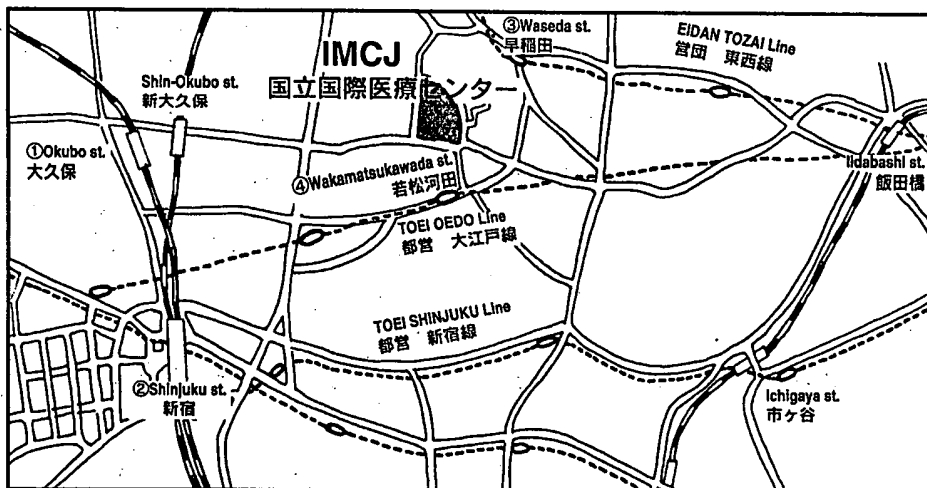 ③Waseda st.
早稲田
EIDAN TOZAI Line
営団 東西線
IMCJ
国立国際医療センター
Shin-Okubo st.
新大久保
①Okubo st.
大久保
④Wakamatsukawada st.
若松河田
Iidabashi st.
飯田橋
TOEI OEDO Line
都営 大江戸線
TOEI SHINJUKU Line
都営 新宿線
②Shinjuku st.
新宿
Ichigaya st.
市ヶ谷